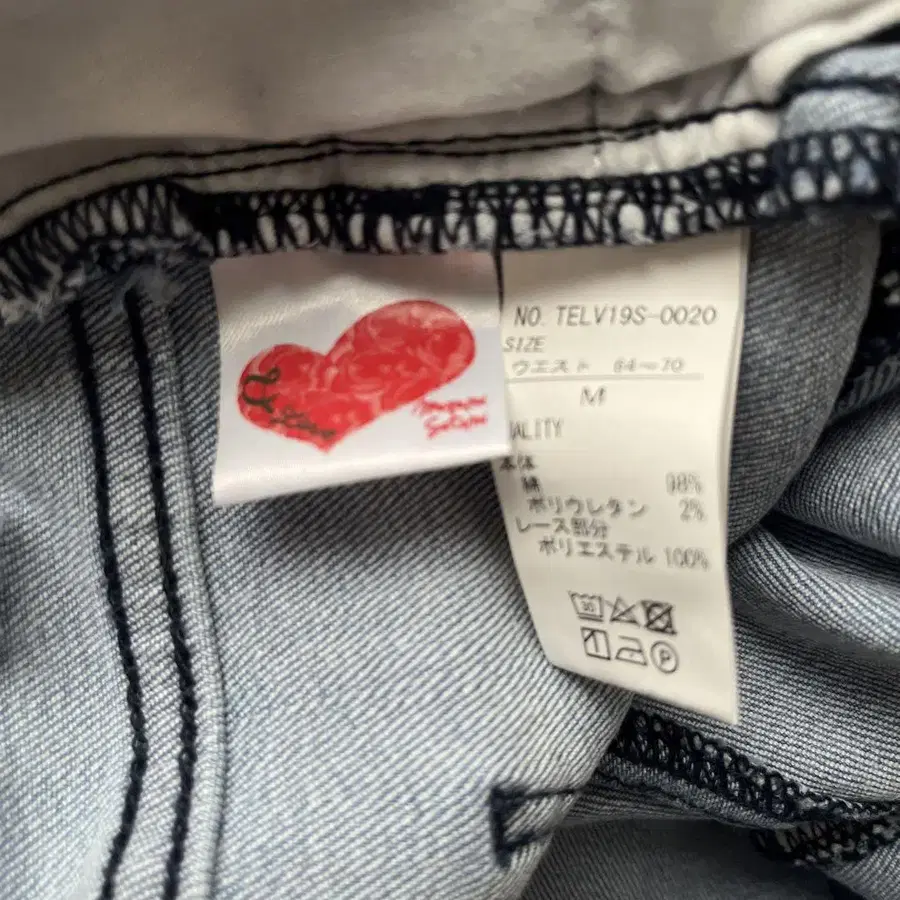 NO. TELV19S-0020
SIZE
ウエスト 64~70
M
ALITY
本体
綿 98%
ポリウレタン 2%
レース部分
ポリエステル 100%
30
P